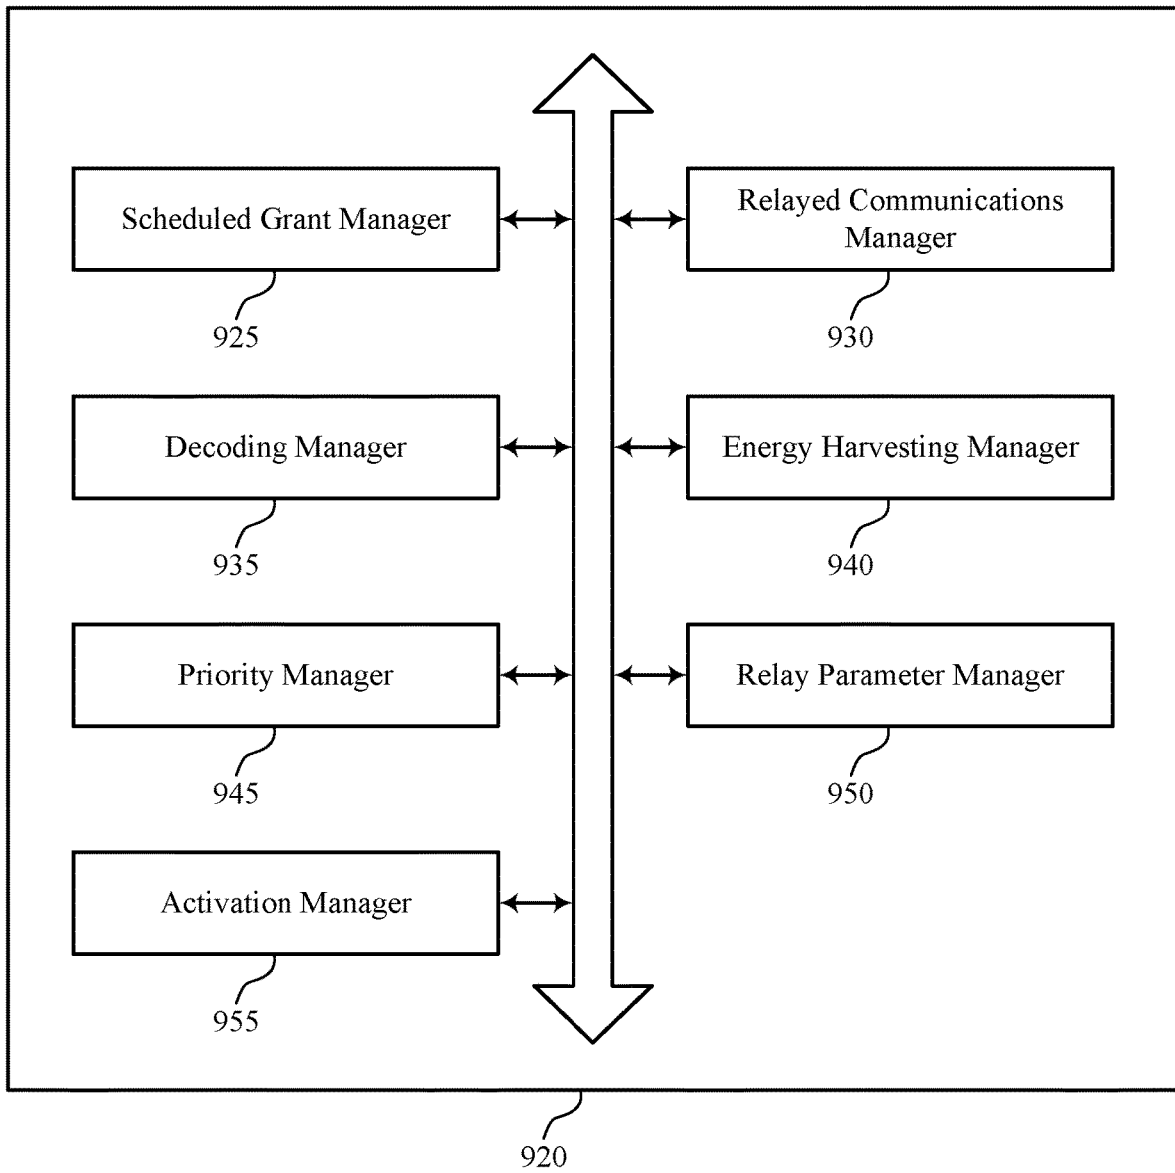 Scheduled Grant Manager
925
Relayed Communications
Manager
930
Decoding Manager
935
Energy Harvesting Manager
940
Priority Manager
945
Relay Parameter Manager
950
Activation Manager
955
920